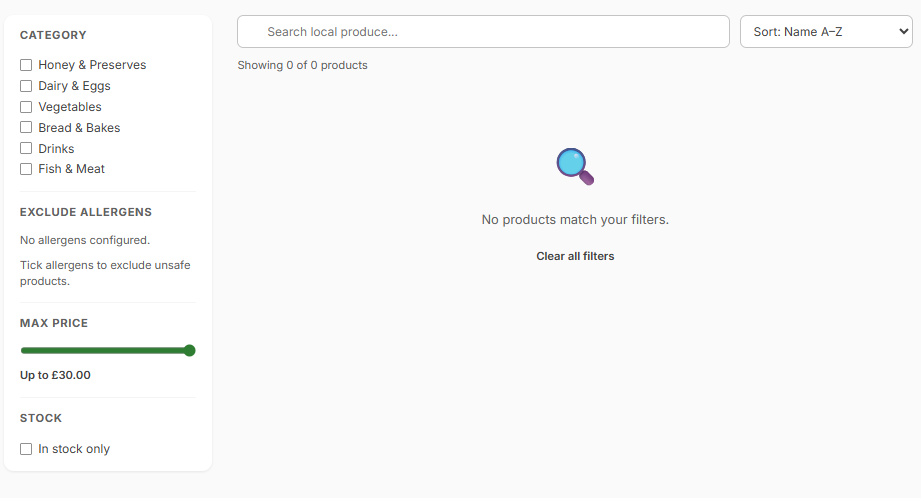 CATEGORY
Honey & Preserves
Dairy & Eggs
Vegetables
Bread & Bakes
Drinks
Fish & Meat
EXCLUDE ALLERGENS
No allergens configured.
Tick allergens to exclude unsafe
products.
MAX PRICE
Up to £30.00
STOCK
In stock only
Search local produce...
Sort: Name A–Z
Showing 0 of 0 products
No products match your filters.
Clear all filters